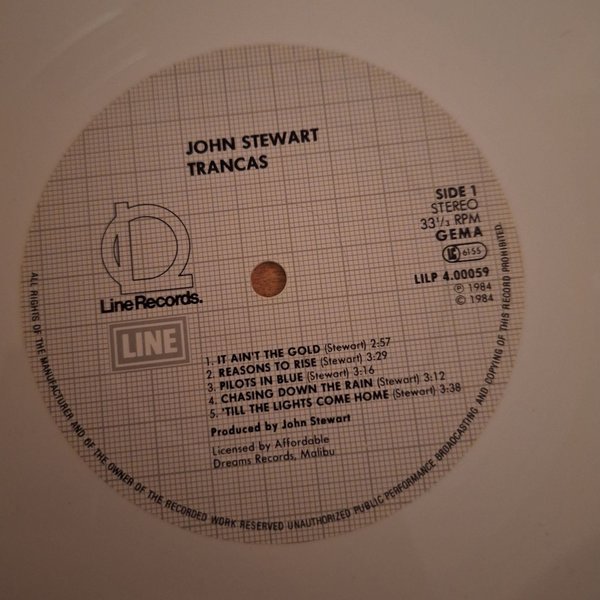 JOHN STEWART
TRANCAS
SIDE 1
STEREO
33 1/3 RPM
GEMA
LC 6155
LILP 4.00059
℗ 1984
© 1984
Line Records.
LINE
1. IT AIN'T THE GOLD (Stewart) 2:57
2. REASONS TO RISE (Stewart) 3:29
3. PILOTS IN BLUE (Stewart) 3:16
4. CHASING DOWN THE RAIN (Stewart) 3:12
5. 'TILL THE LIGHTS COME HOME (Stewart) 3:38
Produced by John Stewart
Licensed by Affordable
Dreams Records, Malibu
ALL RIGHTS OF THE MANUFACTURER AND OF THE OWNER OF THE RECORDED WORK RESERVED UNAUTHORIZED PUBLIC PERFORMANCE BROADCASTING AND COPYING OF THIS RECORD PROHIBITED.